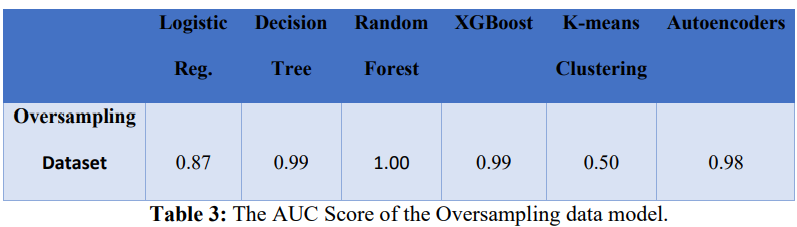 Logistic Decision Random XGBoost K-means Autoencoders
Reg. Tree Forest Clustering
Oversampling
Dataset 0.87 0.99 1.00 0.99 0.50 0.98
Table 3: The AUC Score of the Oversampling data model.